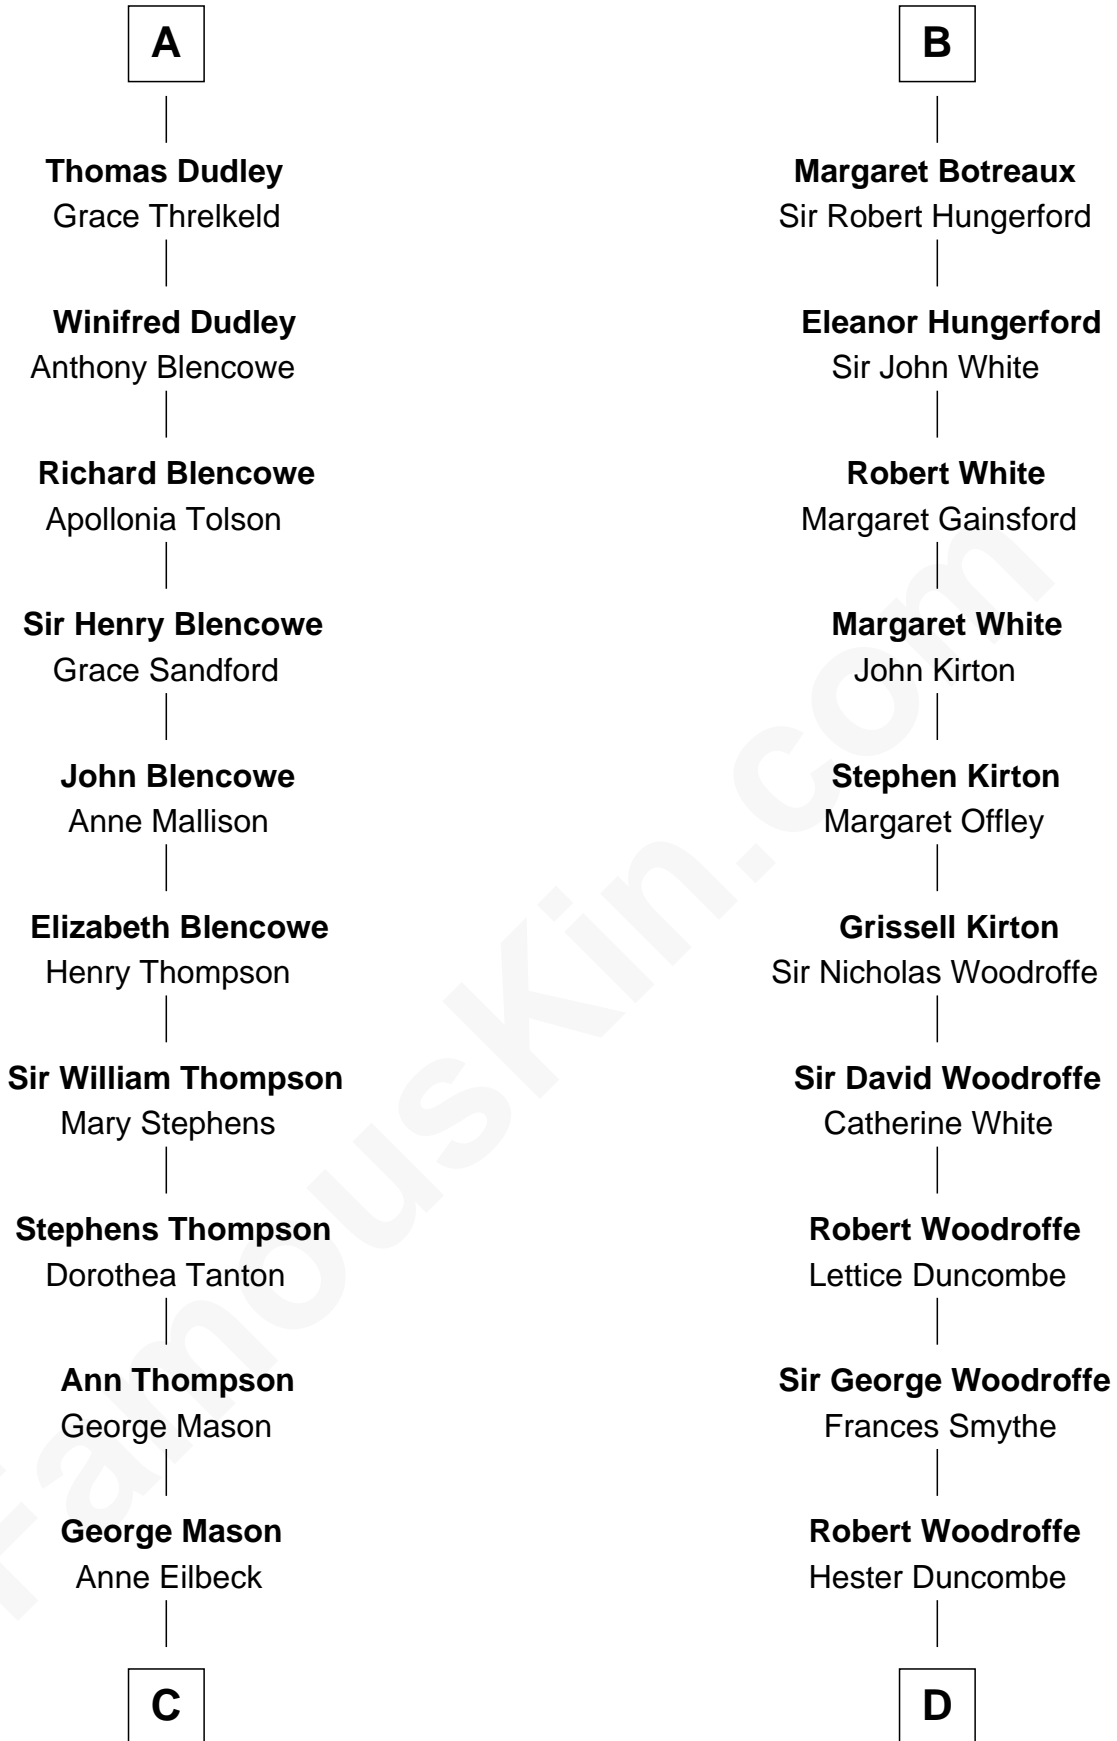 A
Thomas Dudley
Grace Threlkeld
Winifred Dudley
Anthony Blencowe
Richard Blencowe
Apollonia Tolson
Sir Henry Blencowe
Grace Sandford
John Blencowe
Anne Mallison
Elizabeth Blencowe
Henry Thompson
Sir William Thompson
Mary Stephens
Stephens Thompson
Dorothea Tanton
Ann Thompson
George Mason
George Mason
Anne Eilbeck
C
B
Margaret Botreaux
Sir Robert Hungerford
Eleanor Hungerford
Sir John White
Robert White
Margaret Gainsford
Margaret White
John Kirton
Stephen Kirton
Margaret Offley
Grissell Kirton
Sir Nicholas Woodroffe
Sir David Woodroffe
Catherine White
Robert Woodroffe
Lettice Duncombe
Sir George Woodroffe
Frances Smythe
Robert Woodroffe
Hester Duncombe
D
FamousKin.com